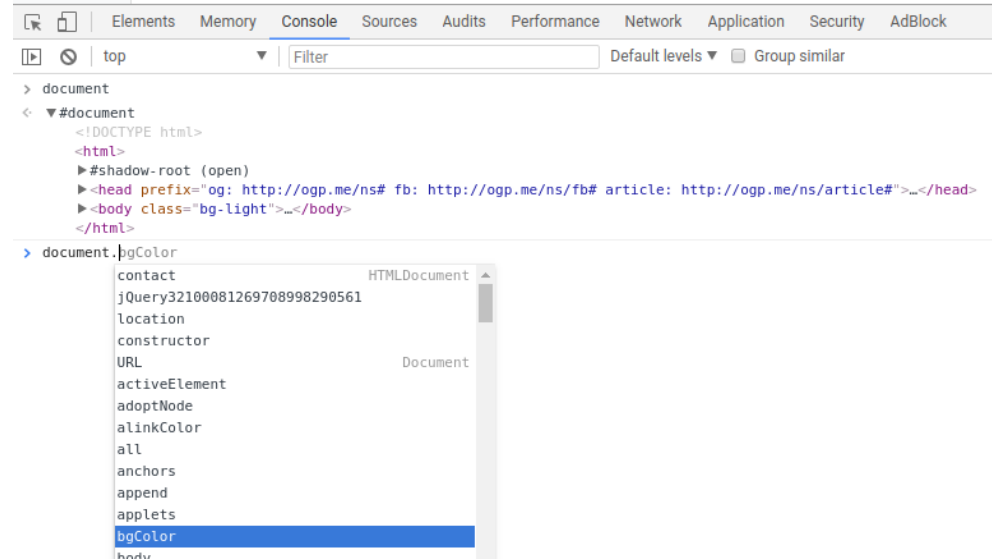 Elements Memory Console Sources Audits Performance Network Application Security AdBlock
top ▼ Filter Default levels ▼ Group similar
> document
<· ▼#document
<!DOCTYPE html>
<html>
▶#shadow-root (open)
▶<head prefix="og: http://ogp.me/ns# fb: http://ogp.me/ns/fb# article: http://ogp.me/ns/article#">…</head>
▶<body class="bg-light">…</body>
</html>
> document.bgColor
contact HTMLDocument
jQuery32100081269708998290561
location
constructor
URL Document
activeElement
adoptNode
alinkColor
all
anchors
append
applets
bgColor
body